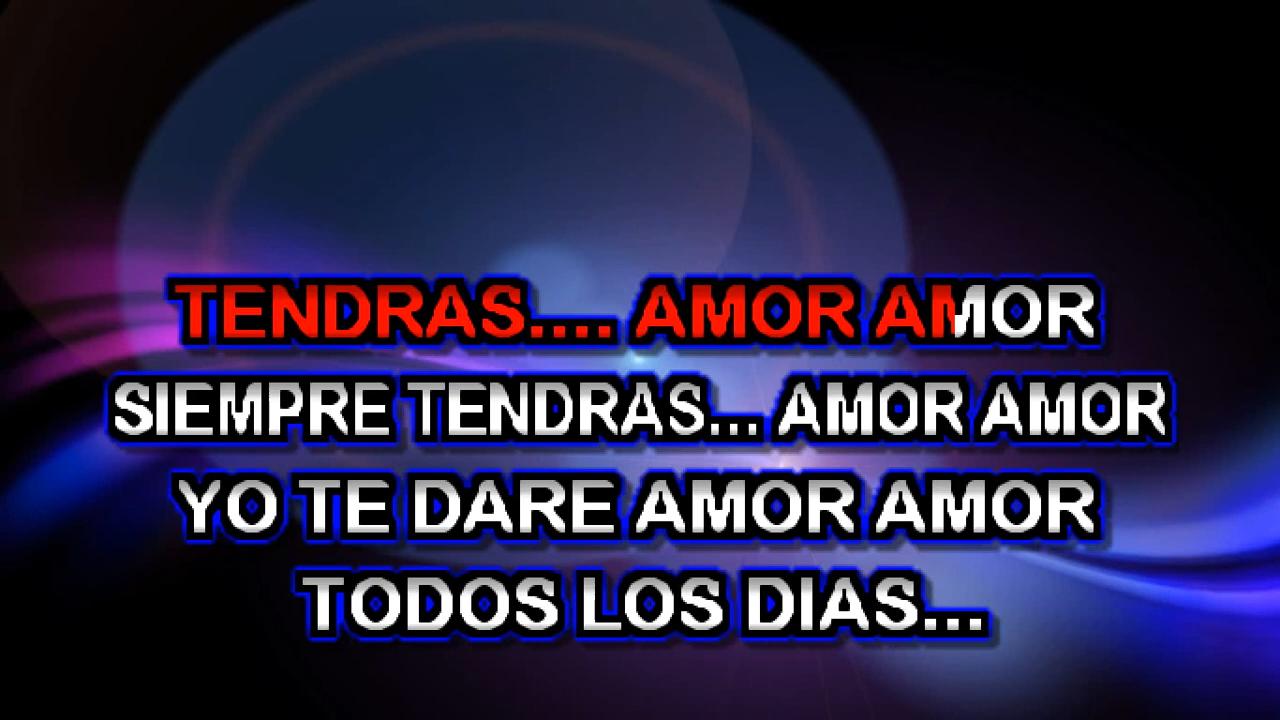 TENDRAS.... AMOR AMOR
SIEMPRE TENDRAS... AMOR AMOR
YO TE DARE AMOR AMOR
TODOS LOS DIAS...